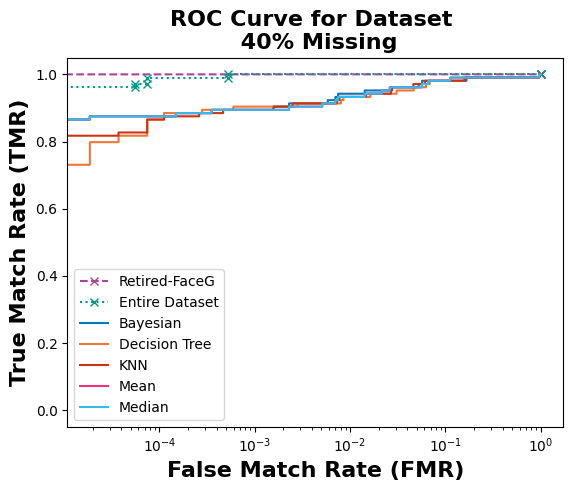 ROC Curve for Dataset
40% Missing
True Match Rate (TMR)
1.0
0.8
0.6
0.4
0.2
0.0
Retired-FaceG
Entire Dataset
Bayesian
Decision Tree
KNN
Mean
Median
10⁻⁴ 10⁻³ 10⁻² 10⁻¹ 10⁰
False Match Rate (FMR)